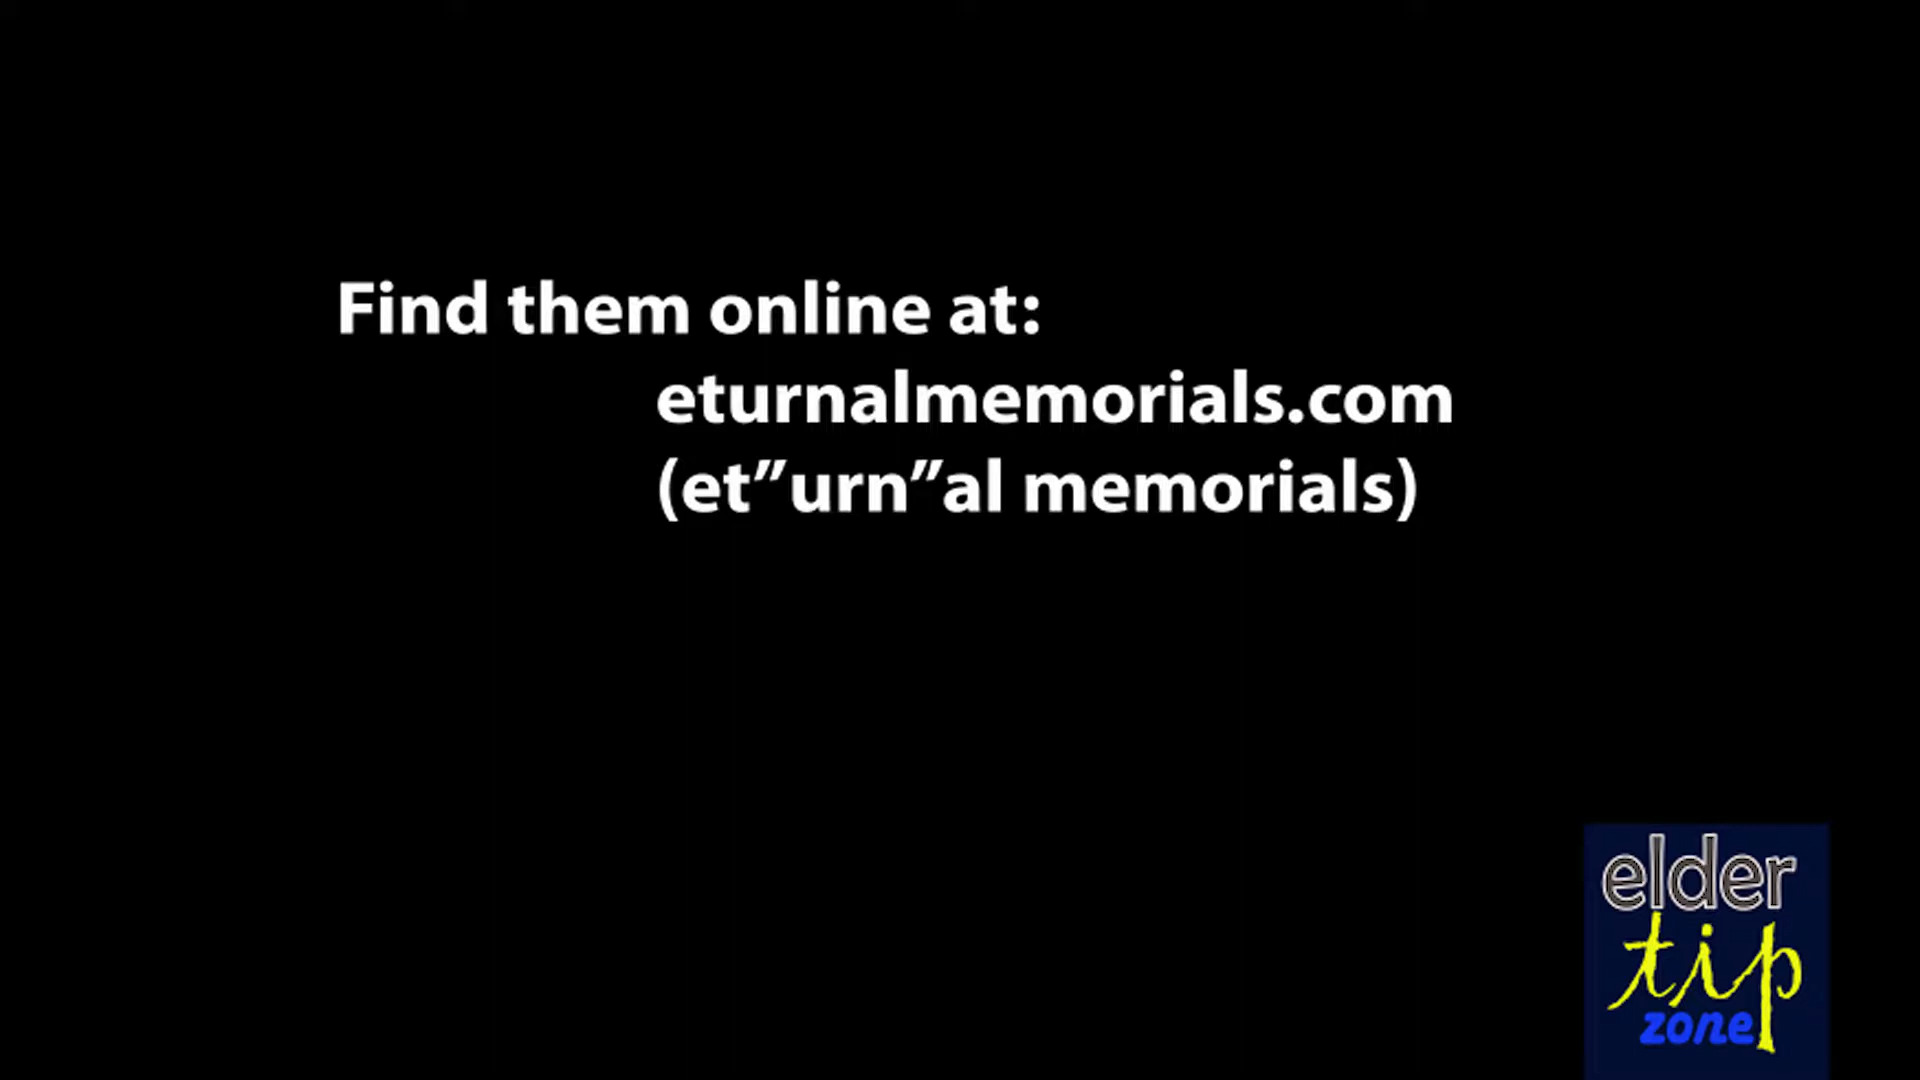 Find them online at:
eturnalmemorials.com
(et”urn”al memorials)
elder
tip
zone